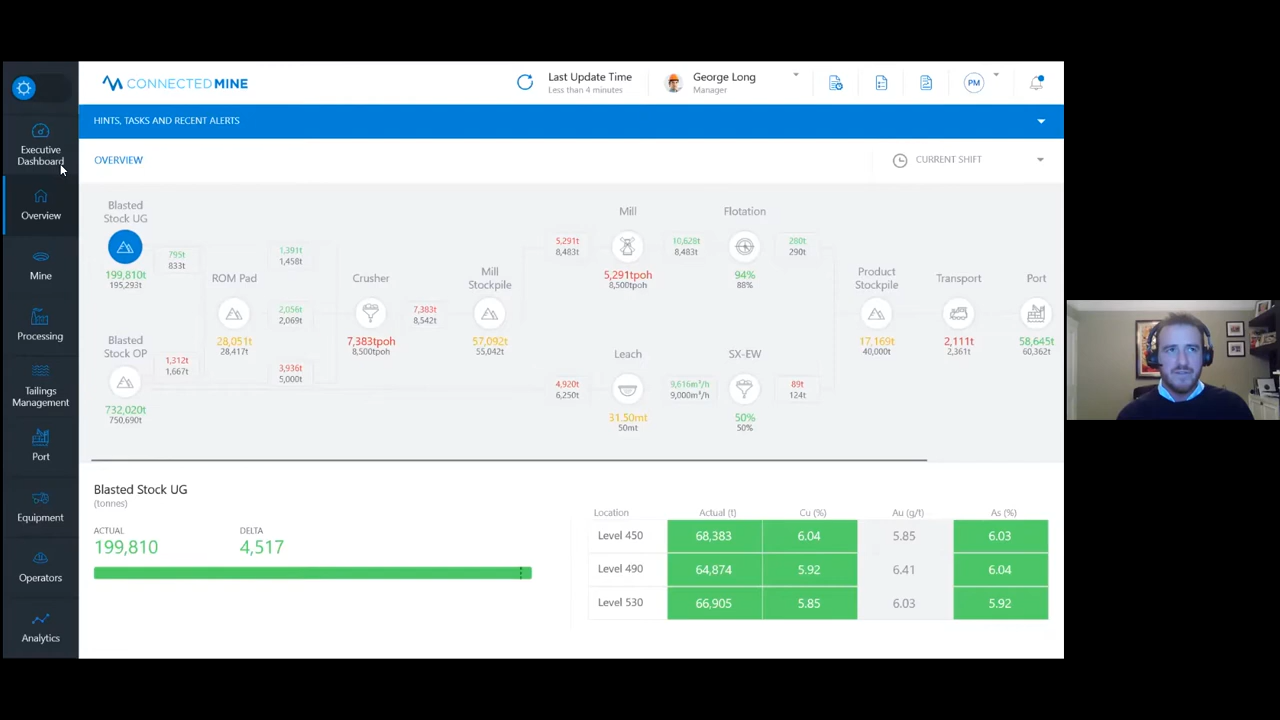 CONNECTED MINE
Last Update Time
Less than 4 minutes
George Long
Manager
PM
HINTS, TASKS AND RECENT ALERTS
OVERVIEW
CURRENT SHIFT
Executive
Dashboard
Overview
Mine
Processing
Tailings
Management
Port
Equipment
Operators
Analytics
Blasted
Stock UG
199,810t
195,293t
795t
833t
1,391t
1,458t
ROM Pad
28,051t
28,417t
2,056t
2,069t
Blasted
Stock OP
732,020t
750,690t
1,312t
1,667t
3,936t
5,000t
Crusher
7,383tpoh
8,500tpoh
7,383t
8,542t
Mill
Stockpile
57,092t
55,042t
5,291t
8,483t
Mill
5,291tpoh
8,500tpoh
10,628t
8,483t
Flotation
94%
88%
280t
290t
4,920t
6,250t
Leach
31.50mt
50mt
9,616m³/h
9,000m³/h
SX-EW
50%
50%
89t
124t
Product
Stockpile
17,169t
40,000t
Transport
2,111t
2,361t
Port
58,645t
60,362t
Blasted Stock UG
(tonnes)
ACTUAL
199,810
DELTA
4,517
Location Actual (t) Cu (%) Au (g/t) As (%)
Level 450 68,383 6.04 5.85 6.03
Level 490 64,874 5.92 6.41 6.04
Level 530 66,905 5.85 6.03 5.92